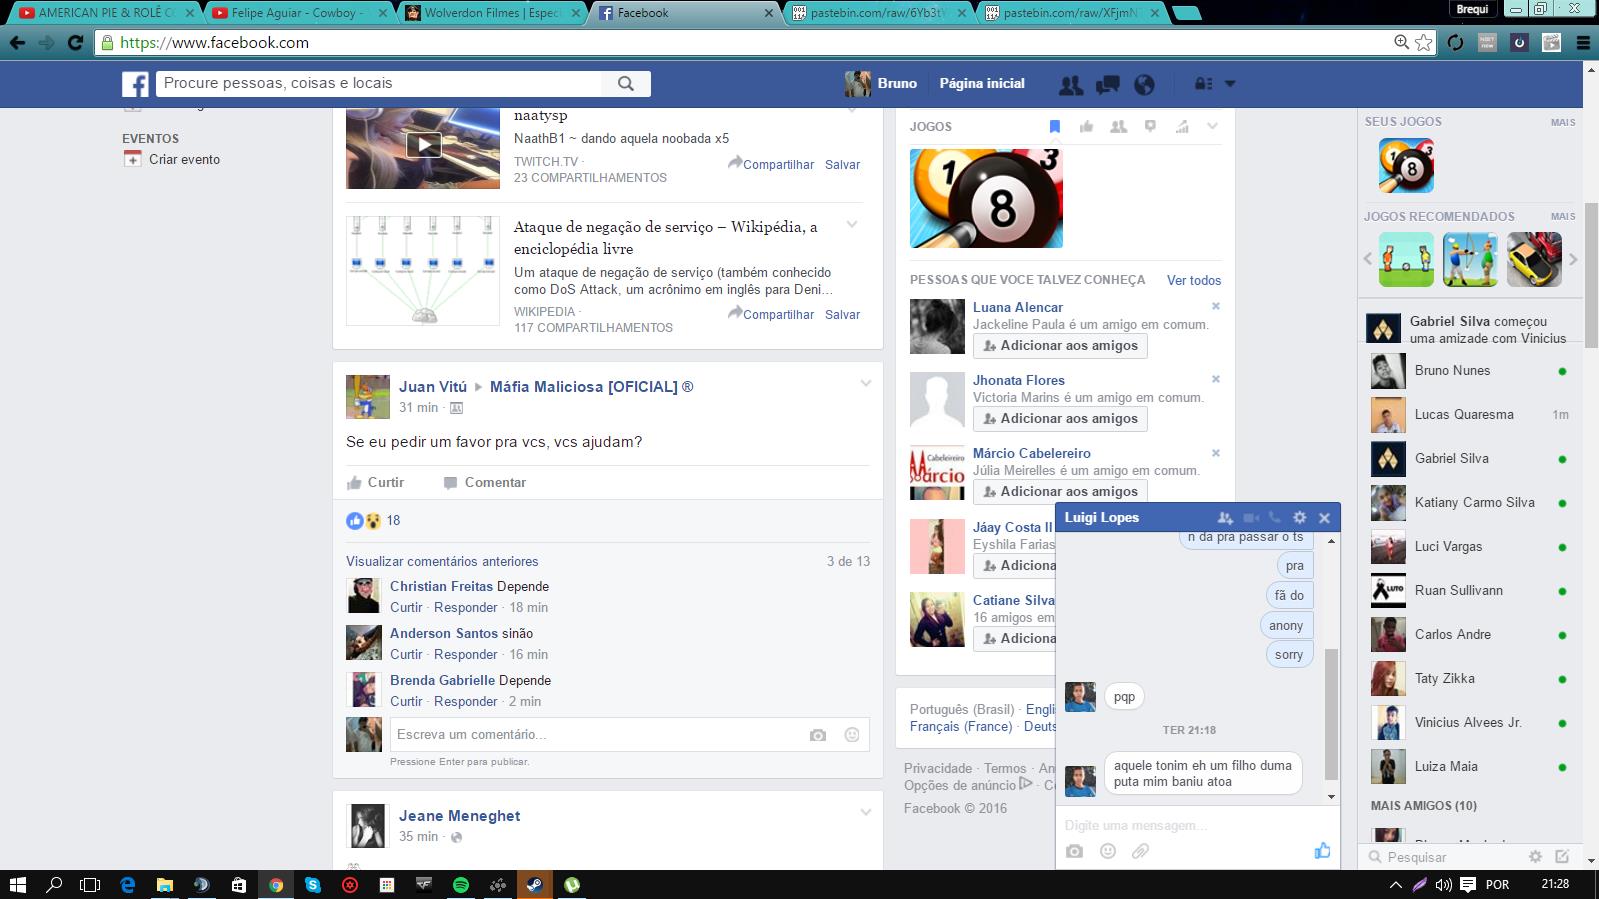 AMERICAN PIE & ROLÊ CO
Felipe Aguiar - Cowboy -
Wolverdon Filmes | Espec
Facebook
pastebin.com/raw/6Yb3t
pastebin.com/raw/XFjmN
Brequi
https://www.facebook.com
Procure pessoas, coisas e locais
Bruno
Página inicial
EVENTOS
Criar evento
naatysp
NaathB1 ~ dando aquela noobada x5
TWITCH.TV ·
23 COMPARTILHAMENTOS
Compartilhar Salvar
Ataque de negação de serviço – Wikipédia, a
enciclopédia livre
Um ataque de negação de serviço (também conhecido
como DoS Attack, um acrônimo em inglês para Deni...
WIKIPEDIA ·
117 COMPARTILHAMENTOS
Compartilhar Salvar
Juan Vitú ▸ Máfia Maliciosa [OFICIAL] ®
31 min ·
Se eu pedir um favor pra vcs, vcs ajudam?
Curtir Comentar
18
Visualizar comentários anteriores 3 de 13
Christian Freitas Depende
Curtir · Responder · 18 min
Anderson Santos sinão
Curtir · Responder · 16 min
Brenda Gabrielle Depende
Curtir · Responder · 2 min
Escreva um comentário...
Pressione Enter para publicar.
Jeane Meneghet
35 min ·
JOGOS
1 3
8
PESSOAS QUE VOCE TALVEZ CONHEÇA Ver todos
Luana Alencar
Jackeline Paula é um amigo em comum.
Adicionar aos amigos
Jhonata Flores
Victoria Marins é um amigo em comum.
Adicionar aos amigos
Cabeleireiro
Márcio Cabelereiro
Júlia Meirelles é um amigo em comum.
Adicionar aos amigos
Jáay Costa II
Eyshila Farias
Adiciona
Catiane Silva
16 amigos em
Adiciona
Português (Brasil) · Engli
Français (France) · Deuts
Privacidade · Termos · An
Opções de anúncio · C
Facebook © 2016
Luigi Lopes
n da pra passar o ts
pra
fã do
anony
sorry
pqp
TER 21:18
aquele tonim eh um filho duma
puta mim baniu atoa
Digite uma mensagem...
SEUS JOGOS MAIS
8
JOGOS RECOMENDADOS MAIS
Gabriel Silva começou
uma amizade com Vinicius
Bruno Nunes
Lucas Quaresma 1m
Gabriel Silva
Katiany Carmo Silva
Luci Vargas
Ruan Sullivann
LUTO
Carlos Andre
Taty Zikka
Vinicius Alvees Jr.
Luiza Maia
MAIS AMIGOS (10)
Pesquisar
POR
21:28